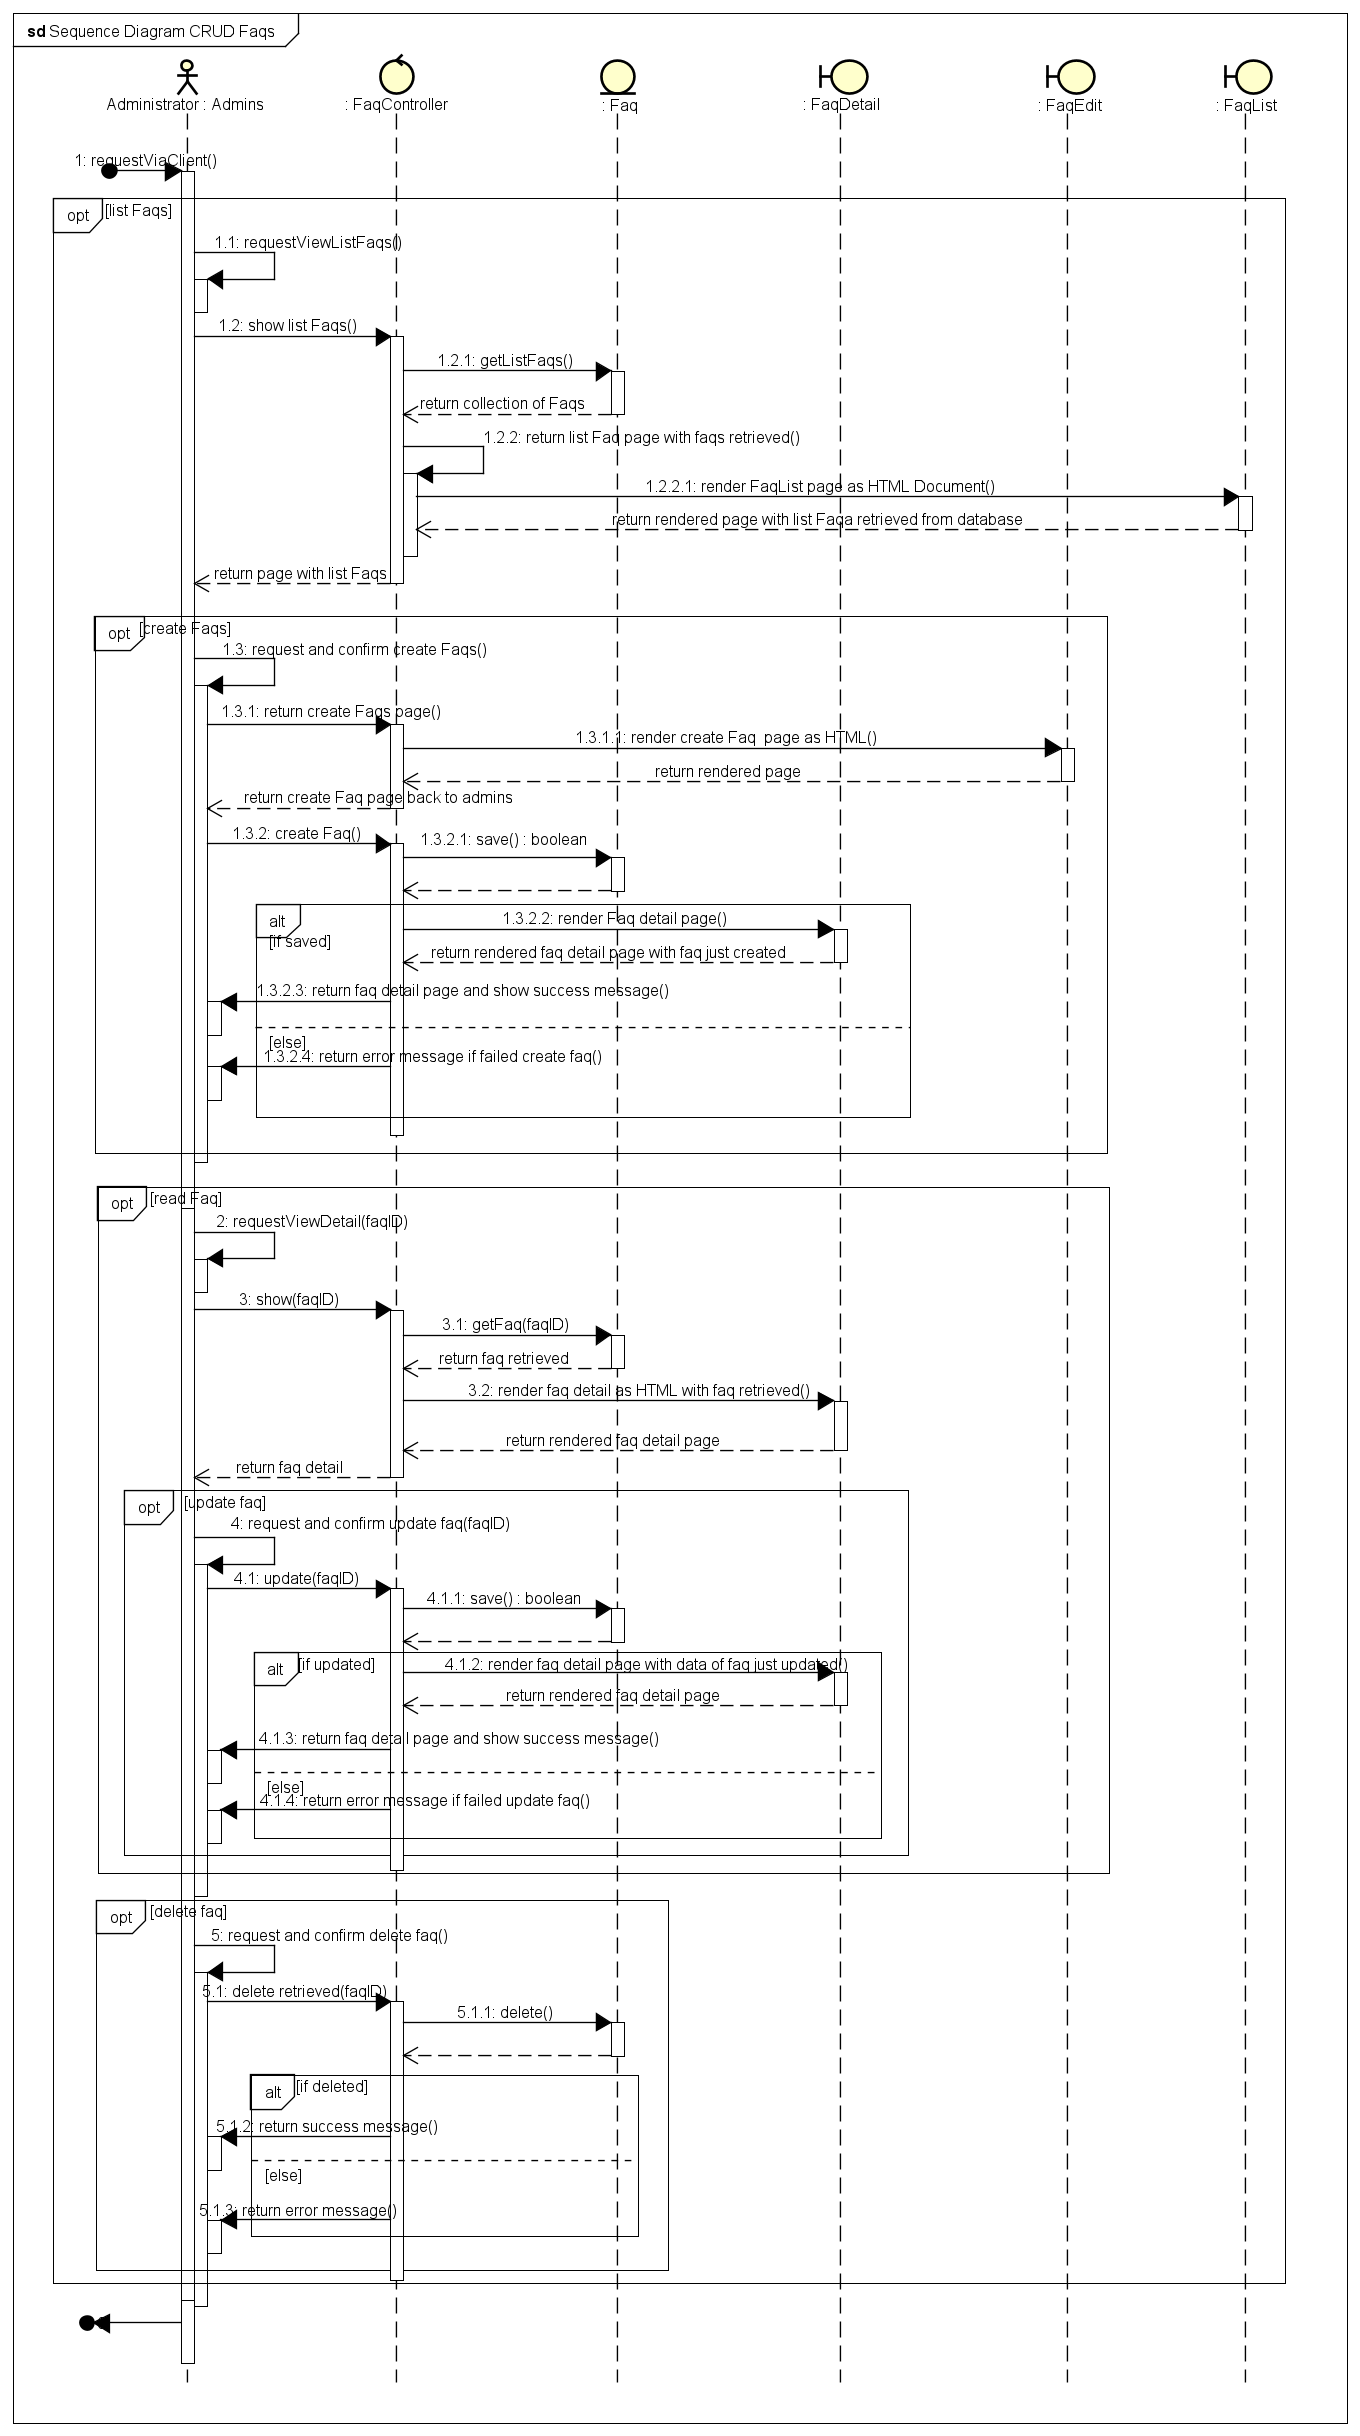 sd Sequence Diagram CRUD Faqs
Administrator : Admins
: FaqController
: Faq
: FaqDetail
: FaqEdit
: FaqList
1: requestViaClient()
opt
[list Faqs]
1.1: requestViewListFaqs()
1.2: show list Faqs()
1.2.1: getListFaqs()
return collection of Faqs
1.2.2: return list Faq page with faqs retrieved()
1.2.2.1: render FaqList page as HTML Document()
return rendered page with list Faqa retrieved from database
return page with list Faqs
opt
[create Faqs]
1.3: request and confirm create Faqs()
1.3.1: return create Faqs page()
1.3.1.1: render create Faq  page as HTML()
return rendered page
return create Faq page back to admins
1.3.2: create Faq()
1.3.2.1: save() : boolean
alt
[if saved]
1.3.2.2: render Faq detail page()
return rendered faq detail page with faq just created
1.3.2.3: return faq detail page and show success message()
[else]
1.3.2.4: return error message if failed create faq()
opt
[read Faq]
2: requestViewDetail(faqID)
3: show(faqID)
3.1: getFaq(faqID)
return faq retrieved
3.2: render faq detail as HTML with faq retrieved()
return rendered faq detail page
return faq detail
opt
[update faq]
4: request and confirm update faq(faqID)
4.1: update(faqID)
4.1.1: save() : boolean
alt
[if updated]
4.1.2: render faq detail page with data of faq just updated()
return rendered faq detail page
4.1.3: return faq detail page and show success message()
[else]
4.1.4: return error message if failed update faq()
opt
[delete faq]
5: request and confirm delete faq()
5.1: delete retrieved(faqID)
5.1.1: delete()
alt
[if deleted]
5.1.2: return success message()
[else]
5.1.3: return error message()